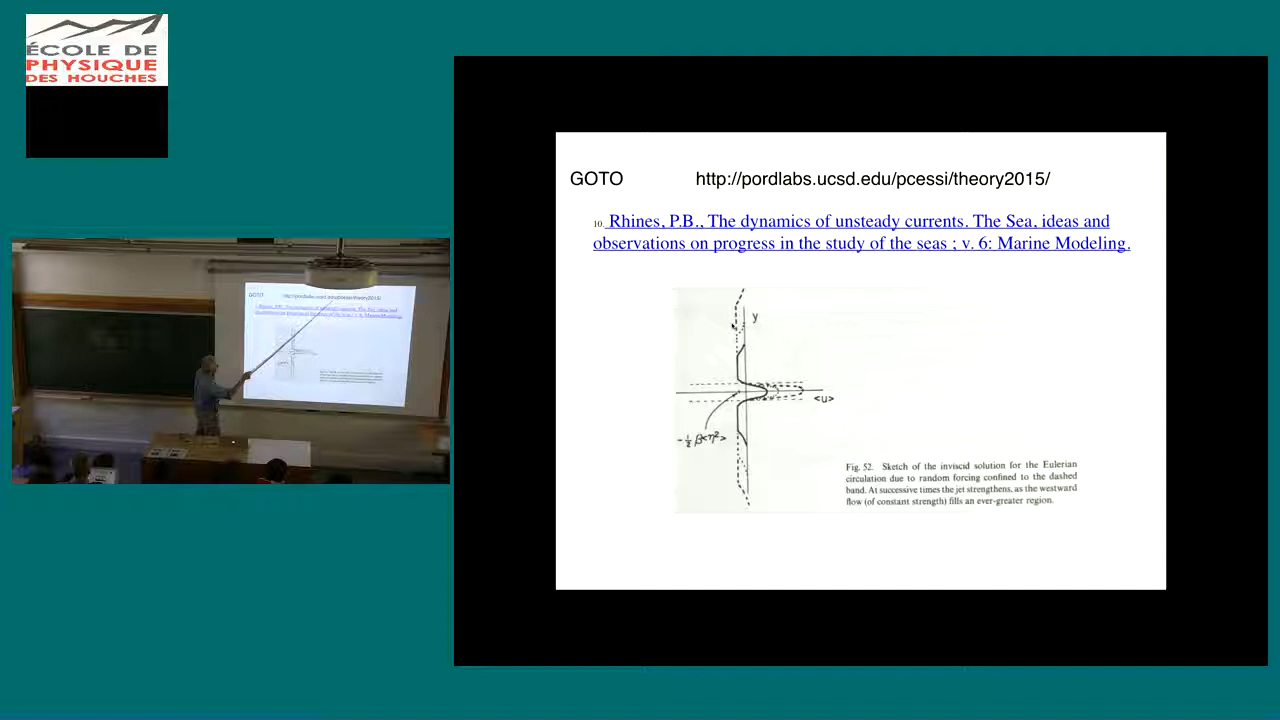 ÉCOLE DE
PHYSIQUE
DES HOUCHES
GOTO http://pordlabs.ucsd.edu/pcessi/theory2015/
10. Rhines, P.B., The dynamics of unsteady currents. The Sea, ideas and
observations on progress in the study of the seas ; v. 6: Marine Modeling.
y
<u>
-½ β<η²>
Fig. 52. Sketch of the inviscid solution for the Eulerian
circulation due to random forcing confined to the dashed
band. At successive times the jet strengthens, as the westward
flow (of constant strength) fills an ever-greater region.